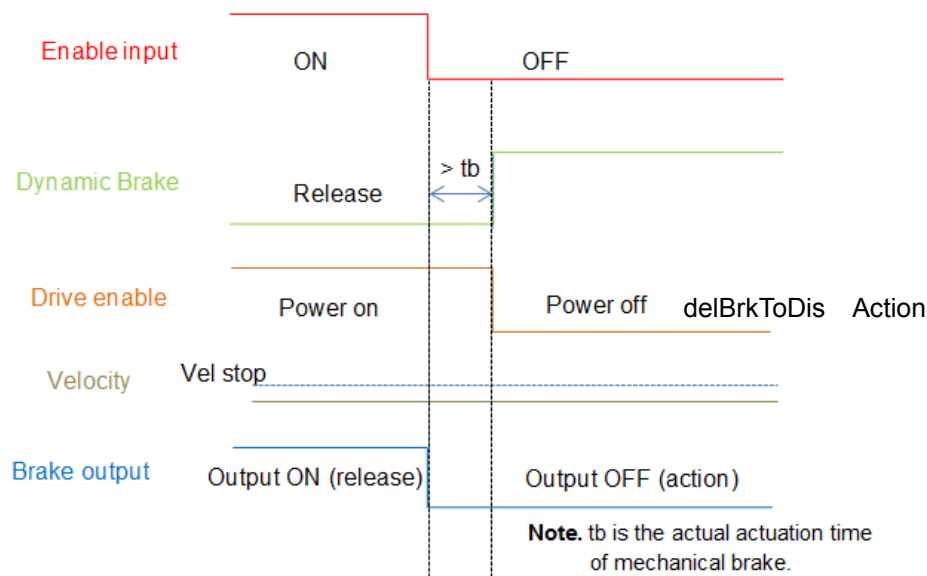 Enable input
ON
OFF
> tb
Dynamic Brake
Release
Drive enable
Power on
Power off
delBrkToDis Action
Vel stop
Velocity
Brake output
Output ON (release)
Output OFF (action)
Note. tb is the actual actuation time
of mechanical brake.